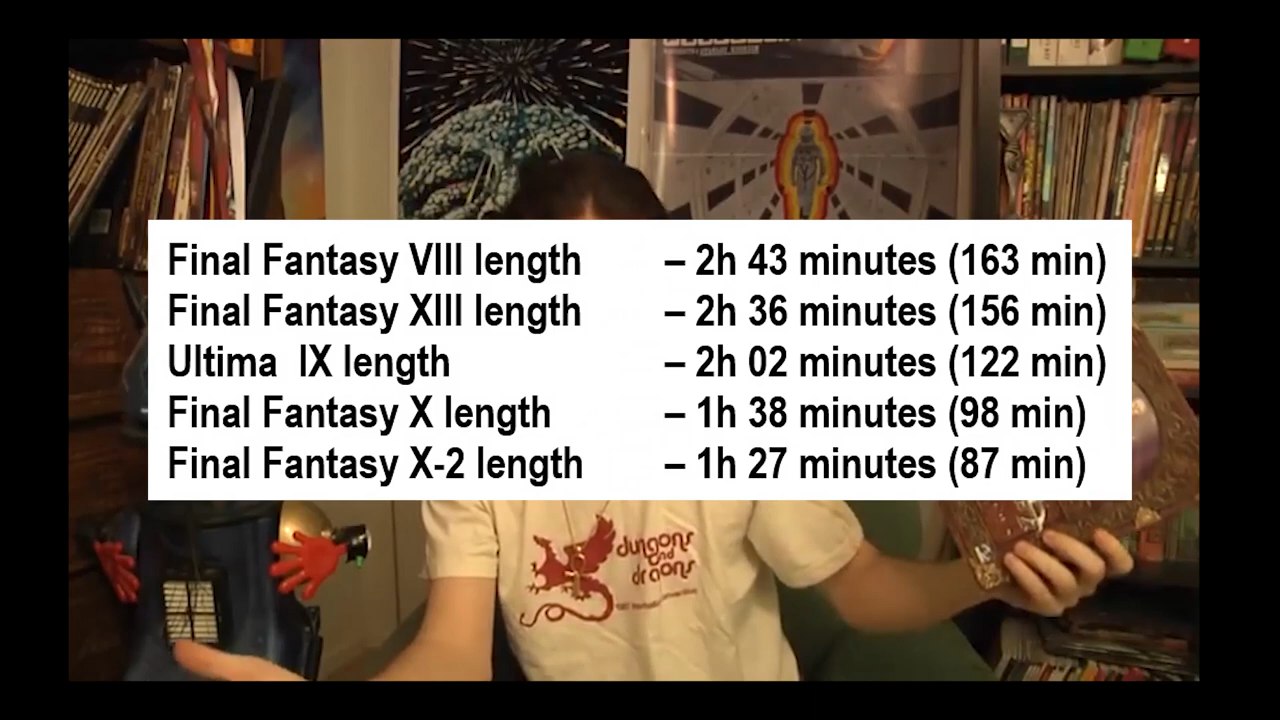 Final Fantasy VIII length – 2h 43 minutes (163 min)
Final Fantasy XIII length – 2h 36 minutes (156 min)
Ultima  IX length – 2h 02 minutes (122 min)
Final Fantasy X length – 1h 38 minutes (98 min)
Final Fantasy X-2 length – 1h 27 minutes (87 min)
dungons
and
dragons